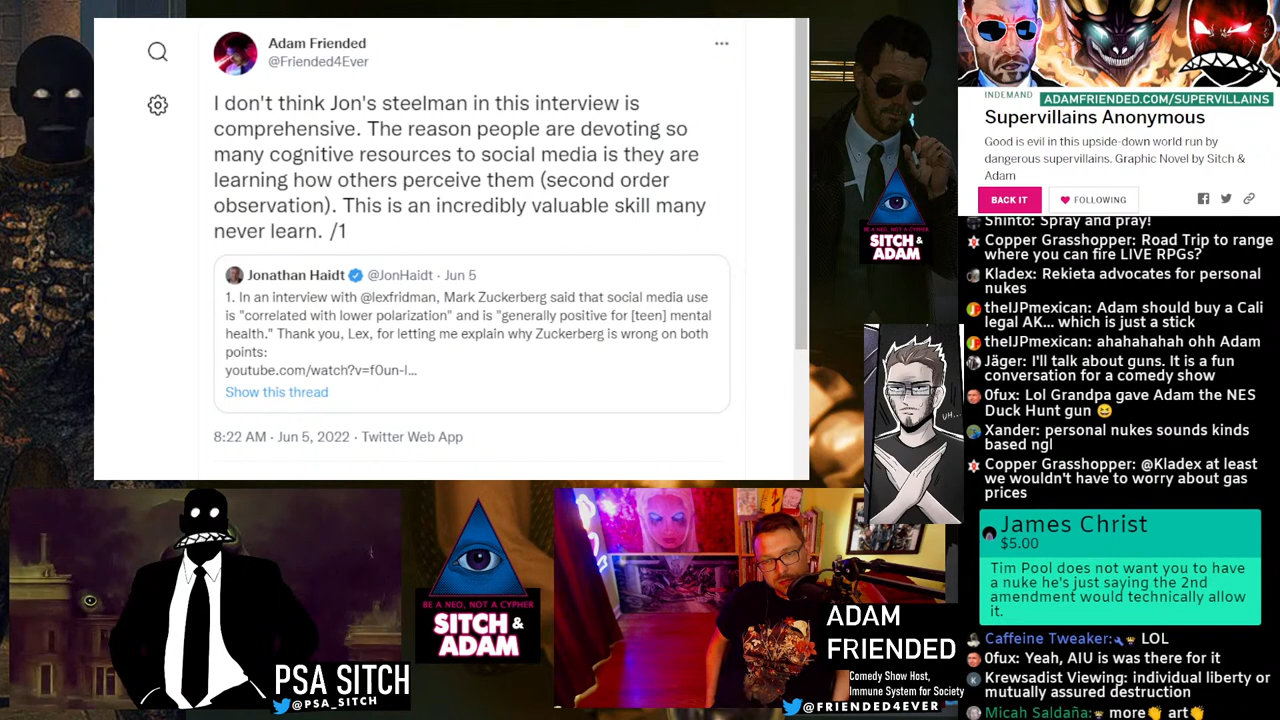 Adam Friended
@Friended4Ever
I don't think Jon's steelman in this interview is
comprehensive. The reason people are devoting so
many cognitive resources to social media is they are
learning how others perceive them (second order
observation). This is an incredibly valuable skill many
never learn. /1
Jonathan Haidt @JonHaidt · Jun 5
1. In an interview with @lexfridman, Mark Zuckerberg said that social media use
is "correlated with lower polarization" and is "generally positive for [teen] mental
health." Thank you, Lex, for letting me explain why Zuckerberg is wrong on both
points:
youtube.com/watch?v=f0un-l...
Show this thread
8:22 AM · Jun 5, 2022 · Twitter Web App
BE A NEO, NOT A CYPHER
SITCH &
ADAM
UH...
INDEMAND
ADAMFRIENDED.COM/SUPERVILLAINS
Supervillains Anonymous
Good is evil in this upside-down world run by
dangerous supervillains. Graphic Novel by Sitch &
Adam
BACK IT
FOLLOWING
Shinto: Spray and pray!
Copper Grasshopper: Road Trip to range
where you can fire LIVE RPGs?
Kladex: Rekieta advocates for personal
nukes
theIJPmexican: Adam should buy a Cali
legal AK... which is just a stick
theIJPmexican: ahahahahah ohh Adam
Jäger: I'll talk about guns. It is a fun
conversation for a comedy show
0fux: Lol Grandpa gave Adam the NES
Duck Hunt gun 😆
Xander: personal nukes sounds kinds
based ngl
Copper Grasshopper: @Kladex at least
we wouldn't have to worry about gas
prices
James Christ
$5.00
Tim Pool does not want you to have
a nuke he's just saying the 2nd
amendment would technically allow
it.
Caffeine Tweaker: LOL
0fux: Yeah, AIU is was there for it
Krewsadist Viewing: individual liberty or
mutually assured destruction
Micah Saldaña: more👏 art👏
PSA SITCH
@PSA_SITCH
BE A NEO, NOT A CYPHER
SITCH &
ADAM
ADAM
FRIENDED
Comedy Show Host,
Immune System for Society
@FRIENDED4EVER